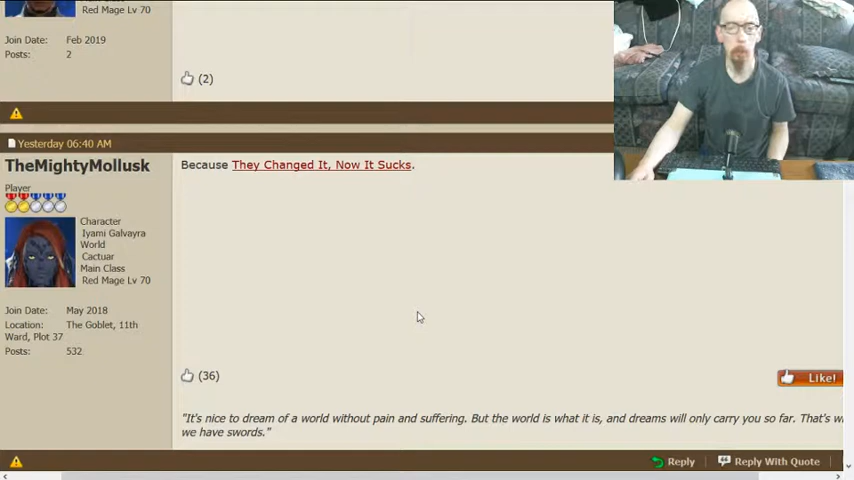 Red Mage Lv 70
Join Date: Feb 2019
Posts: 2
(2)
Yesterday 06:40 AM
TheMightyMollusk
Player
Character
Iyami Galvayra
World
Cactuar
Main Class
Red Mage Lv 70
Join Date: May 2018
Location: The Goblet, 11th
Ward, Plot 37
Posts: 532
Because They Changed It, Now It Sucks.
(36)
Like!
"It's nice to dream of a world without pain and suffering. But the world is what it is, and dreams will only carry you so far. That's
we have swords."
Reply
Reply With Quote